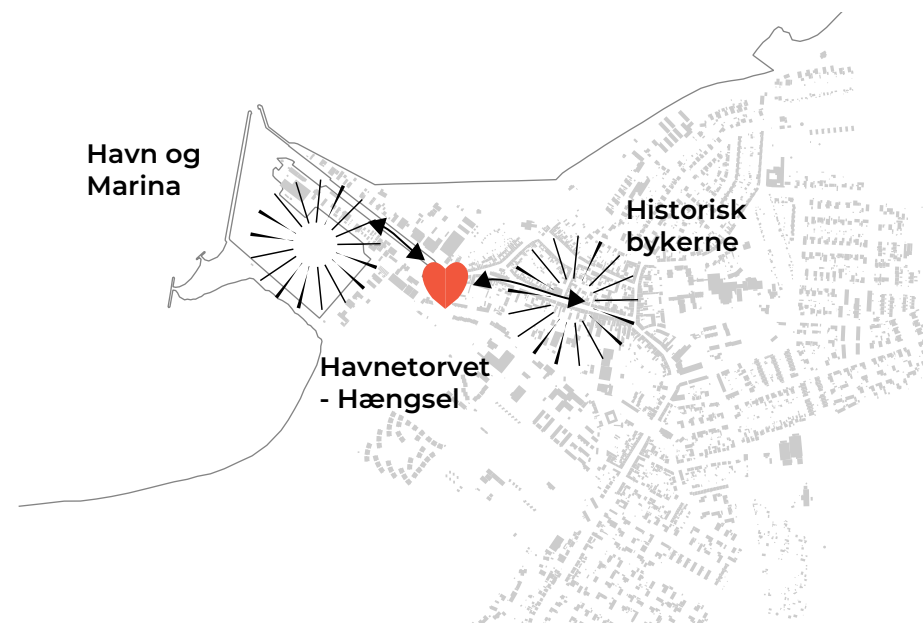 Havn og
Marina
Historisk
bykerne
Havnetorvet
- Hængsel